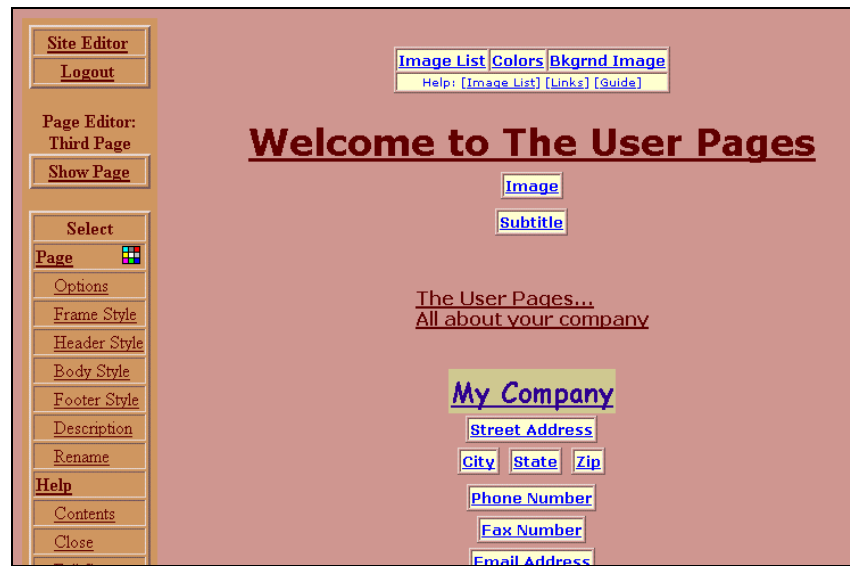 Site Editor
Logout
Page Editor:
Third Page
Show Page
Select
Page
Options
Frame Style
Header Style
Body Style
Footer Style
Description
Rename
Help
Contents
Close
Image List Colors Bkgrnd Image
Help: [Image List] [Links] [Guide]
Welcome to The User Pages
Image
Subtitle
The User Pages...
All about your company
My Company
Street Address
City State Zip
Phone Number
Fax Number
Email Address